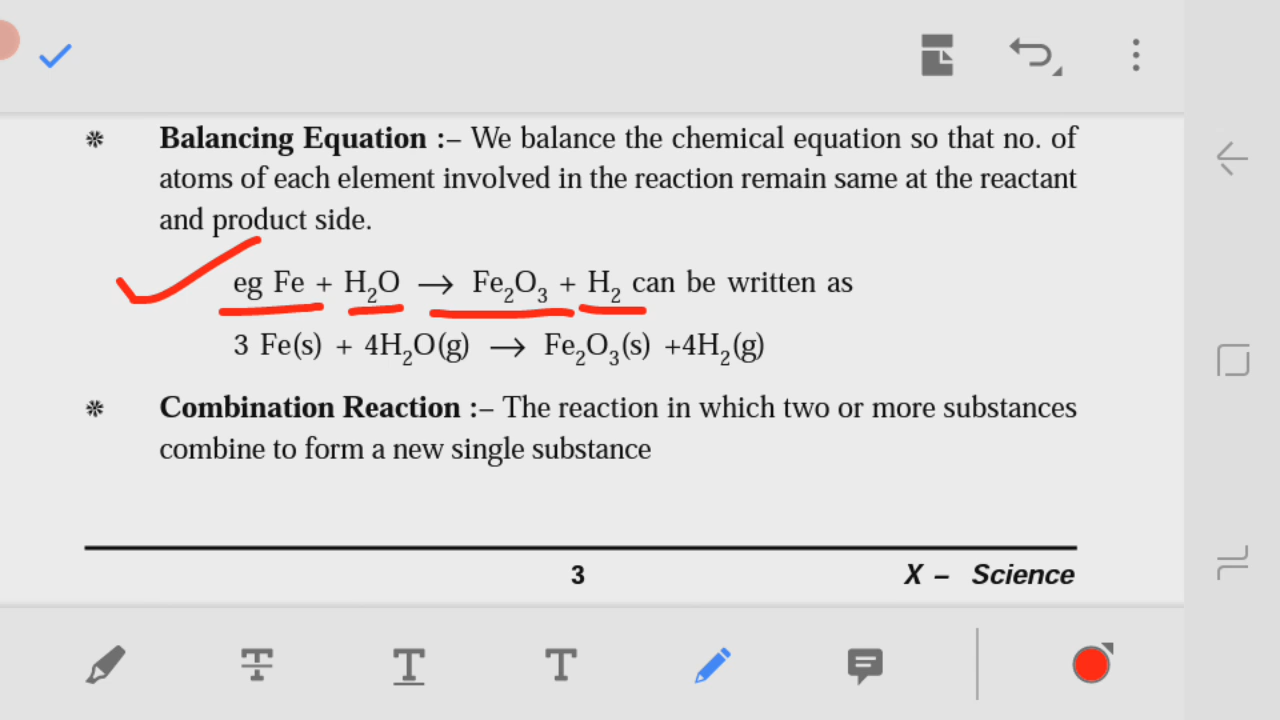 ❊ Balancing Equation :– We balance the chemical equation so that no. of
atoms of each element involved in the reaction remain same at the reactant
and product side.
eg Fe + H₂O → Fe₂O₃ + H₂ can be written as
3 Fe(s) + 4H₂O(g) → Fe₂O₃(s) +4H₂(g)
❊ Combination Reaction :– The reaction in which two or more substances
combine to form a new single substance
3 X – Science
T T T